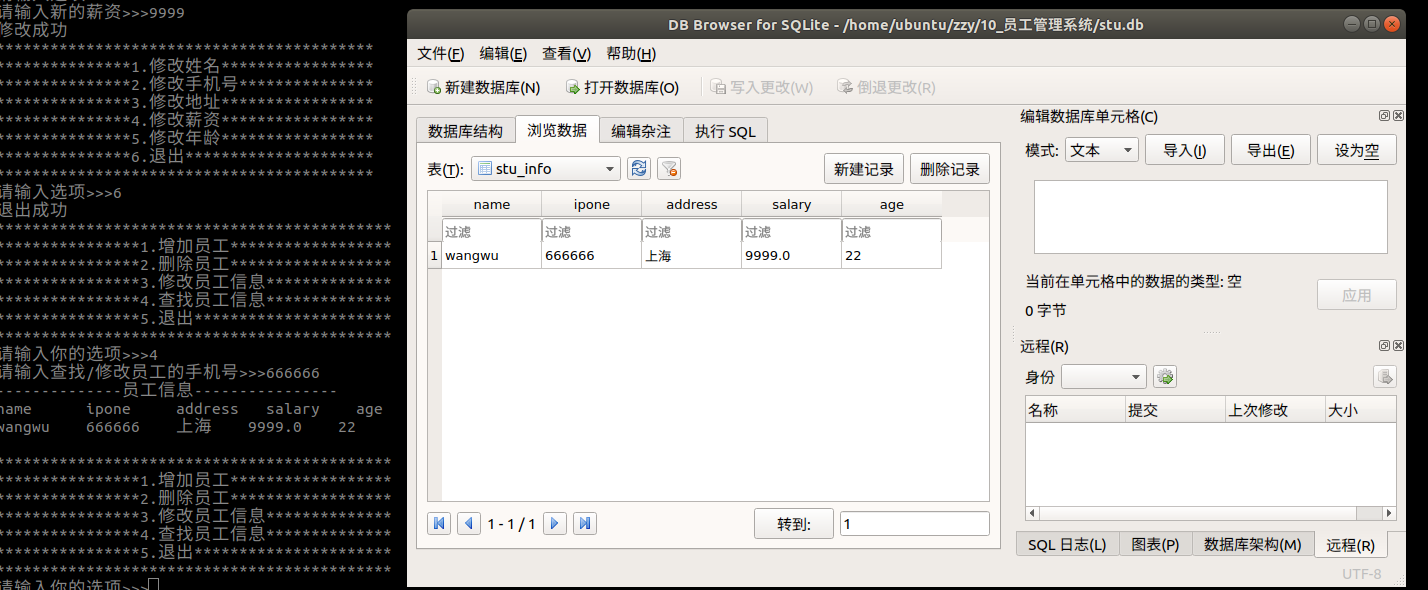 请输入新的薪资>>>9999
修改成功
******************************************
***************1.修改姓名*****************
***************2.修改手机号***************
***************3.修改地址*****************
***************4.修改薪资*****************
***************5.修改年龄*****************
***************6.退出*********************
******************************************
请输入选项>>>6
退出成功
********************************************
****************1.增加员工******************
****************2.删除员工******************
****************3.修改员工信息**************
****************4.查找员工信息**************
****************5.退出**********************
********************************************
请输入你的选项>>>4
请输入查找/修改员工的手机号>>>666666
--------------员工信息----------------
name ipone address salary age
wangwu 666666 上海 9999.0 22
********************************************
****************1.增加员工******************
****************2.删除员工******************
****************3.修改员工信息**************
****************4.查找员工信息**************
****************5.退出**********************
********************************************
请输入你的选项>>>
DB Browser for SQLite - /home/ubuntu/zzy/10_员工管理系统/stu.db
文件(F) 编辑(E) 查看(V) 帮助(H)
新建数据库(N) 打开数据库(O) 写入更改(W) 倒退更改(R)
数据库结构 浏览数据 编辑杂注 执行 SQL
表(T): stu_info 新建记录 删除记录
name ipone address salary age
过滤 过滤 过滤 过滤 过滤
1 wangwu 666666 上海 9999.0 22
1 - 1 / 1 转到: 1
编辑数据库单元格(C)
模式: 文本 导入(I) 导出(E) 设为空
当前在单元格中的数据的类型: 空
0 字节
应用
远程(R)
身份
名称 提交 上次修改 大小
SQL 日志(L) 图表(P) 数据库架构(M) 远程(R)
UTF-8